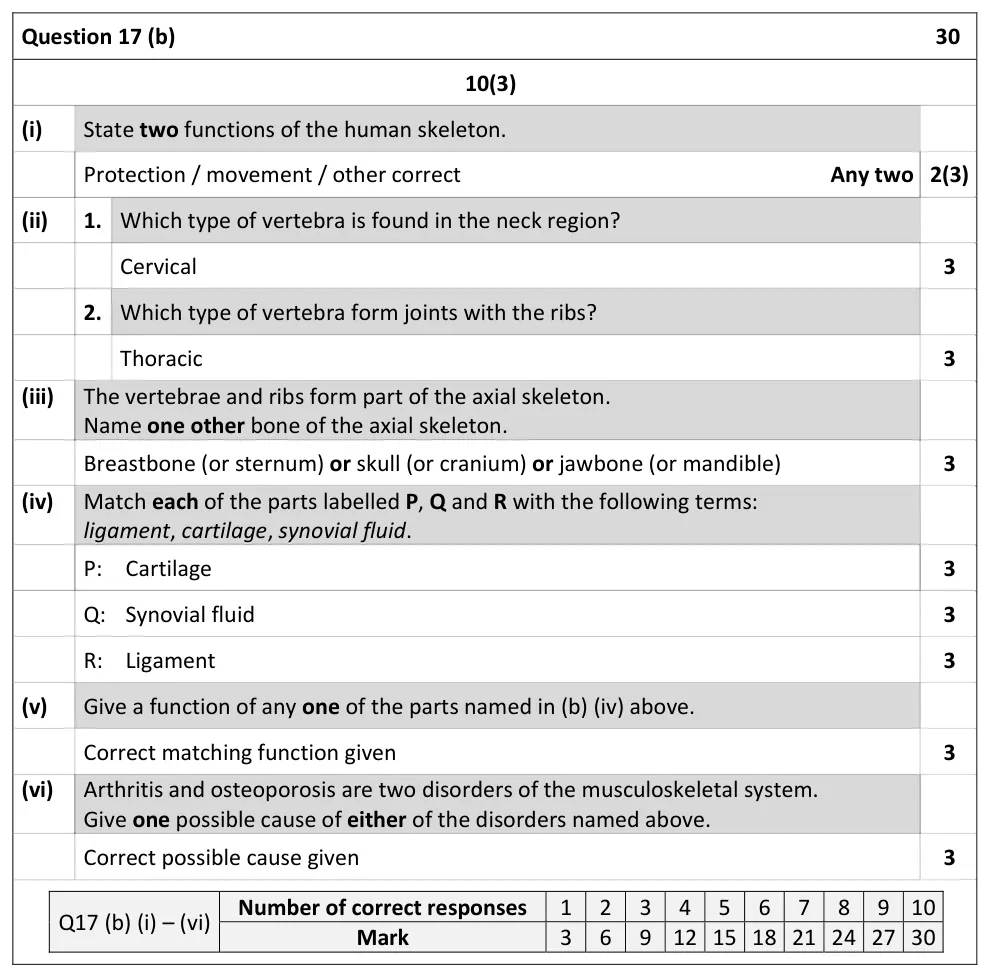 Question 17 (b) 30
10(3)
(i) State two functions of the human skeleton.
Protection / movement / other correct Any two 2(3)
(ii) 1. Which type of vertebra is found in the neck region?
Cervical 3
2. Which type of vertebra form joints with the ribs?
Thoracic 3
(iii) The vertebrae and ribs form part of the axial skeleton.
Name one other bone of the axial skeleton.
Breastbone (or sternum) or skull (or cranium) or jawbone (or mandible) 3
(iv) Match each of the parts labelled P, Q and R with the following terms:
ligament, cartilage, synovial fluid.
P: Cartilage 3
Q: Synovial fluid 3
R: Ligament 3
(v) Give a function of any one of the parts named in (b) (iv) above.
Correct matching function given 3
(vi) Arthritis and osteoporosis are two disorders of the musculoskeletal system.
Give one possible cause of either of the disorders named above.
Correct possible cause given 3
Q17 (b) (i) – (vi) Number of correct responses 1 2 3 4 5 6 7 8 9 10
Mark 3 6 9 12 15 18 21 24 27 30